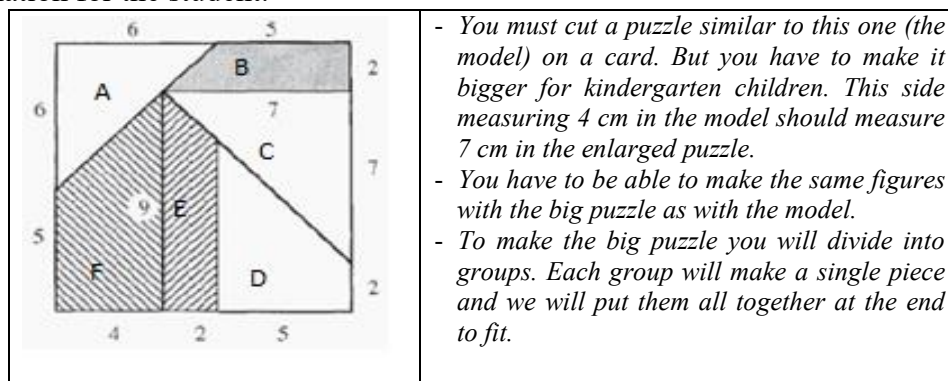 6 5
A B 2
6
7
C
7
9 E
5
F D 2
4 2 5
- You must cut a puzzle similar to this one (the
model) on a card. But you have to make it
bigger for kindergarten children. This side
measuring 4 cm in the model should measure
7 cm in the enlarged puzzle.
- You have to be able to make the same figures
with the big puzzle as with the model.
- To make the big puzzle you will divide into
groups. Each group will make a single piece
and we will put them all together at the end
to fit.